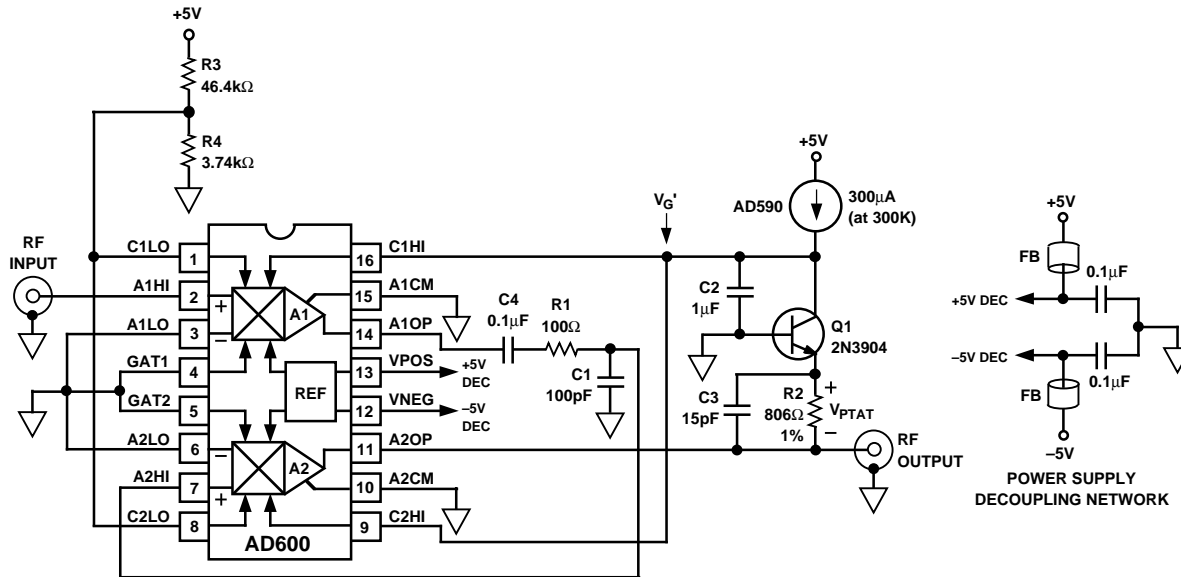 +5V
R3
46.4kΩ
R4
3.74kΩ
RF
INPUT
C1LO
A1HI
A1LO
GAT1
GAT2
A2LO
A2HI
C2LO
1
2
3
4
5
6
7
8
+
–
A1
REF
–
+
A2
AD600
16
15
14
13
12
11
10
9
C1HI
A1CM
A1OP
VPOS
VNEG
A2OP
A2CM
C2HI
+5V
DEC
–5V
DEC
C4
0.1µF
R1
100Ω
C1
100pF
VG'
+5V
AD590
300µA
(at 300K)
C2
1µF
Q1
2N3904
C3
15pF
R2
806Ω
1%
+
VPTAT
–
RF
OUTPUT
+5V
FB
0.1µF
+5V DEC
–5V DEC
0.1µF
FB
–5V
POWER SUPPLY
DECOUPLING NETWORK